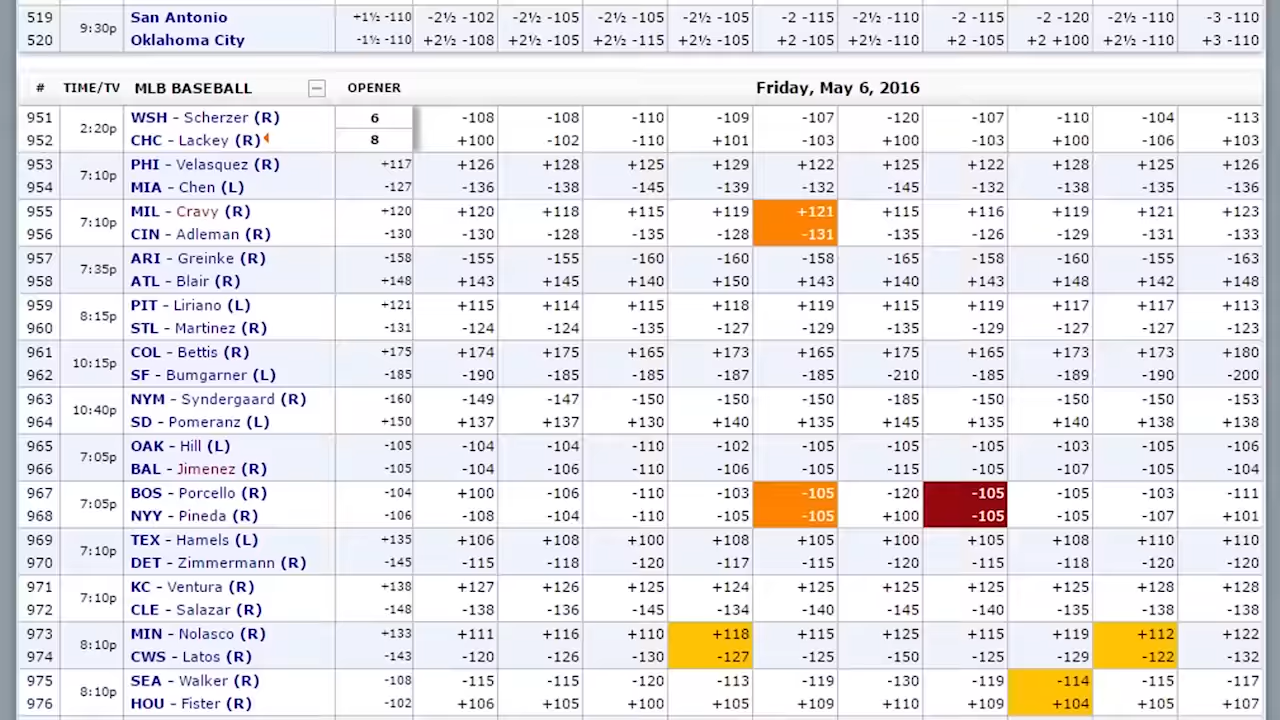 519 San Antonio +1½ -110 -2½ -102 -2½ -105 -2½ -105 -2½ -105 -2 -115 -2½ -110 -2 -115 -2 -120 -2½ -110 -3 -110
9:30p
520 Oklahoma City -1½ -110 +2½ -108 +2½ -105 +2½ -115 +2½ -105 +2 -105 +2½ -110 +2 -105 +2 +100 +2½ -110 +3 -110
# TIME/TV MLB BASEBALL OPENER Friday, May 6, 2016
951 WSH - Scherzer (R) 6 -108 -108 -110 -109 -107 -120 -107 -110 -104 -113
2:20p
952 CHC - Lackey (R) 8 +100 -102 -110 +101 -103 +100 -103 +100 -106 +103
953 PHI - Velasquez (R) +117 +126 +128 +125 +129 +122 +125 +122 +128 +125 +126
7:10p
954 MIA - Chen (L) -127 -136 -138 -145 -139 -132 -145 -132 -138 -135 -136
955 MIL - Cravy (R) +120 +120 +118 +115 +119 +121 +115 +116 +119 +121 +123
7:10p
956 CIN - Adleman (R) -130 -130 -128 -135 -128 -131 -135 -126 -129 -131 -133
957 ARI - Greinke (R) -158 -155 -155 -160 -160 -158 -165 -158 -160 -155 -163
7:35p
958 ATL - Blair (R) +148 +143 +145 +140 +150 +143 +140 +143 +148 +142 +148
959 PIT - Liriano (L) +121 +115 +114 +115 +118 +119 +115 +119 +117 +117 +113
8:15p
960 STL - Martinez (R) -131 -124 -124 -135 -127 -129 -135 -129 -127 -127 -123
961 COL - Bettis (R) +175 +174 +175 +165 +173 +165 +175 +165 +173 +173 +180
10:15p
962 SF - Bumgarner (L) -185 -190 -185 -185 -187 -185 -210 -185 -189 -190 -200
963 NYM - Syndergaard (R) -160 -149 -147 -150 -150 -150 -185 -150 -150 -150 -153
10:40p
964 SD - Pomeranz (L) +150 +137 +137 +130 +140 +135 +145 +135 +140 +138 +138
965 OAK - Hill (L) -105 -104 -104 -110 -102 -105 -105 -105 -103 -105 -106
7:05p
966 BAL - Jimenez (R) -105 -104 -106 -110 -106 -105 -115 -105 -107 -105 -104
967 BOS - Porcello (R) -104 +100 -106 -110 -103 -105 -120 -105 -105 -103 -111
7:05p
968 NYY - Pineda (R) -106 -108 -104 -110 -105 -105 +100 -105 -105 -107 +101
969 TEX - Hamels (L) +135 +106 +108 +100 +108 +105 +100 +105 +108 +110 +110
7:10p
970 DET - Zimmermann (R) -145 -115 -118 -120 -117 -115 -120 -115 -118 -120 -120
971 KC - Ventura (R) +138 +127 +126 +125 +124 +125 +125 +125 +125 +128 +128
7:10p
972 CLE - Salazar (R) -148 -138 -136 -145 -134 -140 -145 -140 -135 -138 -138
973 MIN - Nolasco (R) +133 +111 +116 +110 +118 +115 +125 +115 +119 +112 +122
8:10p
974 CWS - Latos (R) -143 -120 -126 -130 -127 -125 -150 -125 -129 -122 -132
975 SEA - Walker (R) -108 -115 -115 -120 -113 -119 -130 -119 -114 -115 -117
8:10p
976 HOU - Fister (R) -102 +106 +105 +100 +105 +109 +110 +109 +104 +105 +107